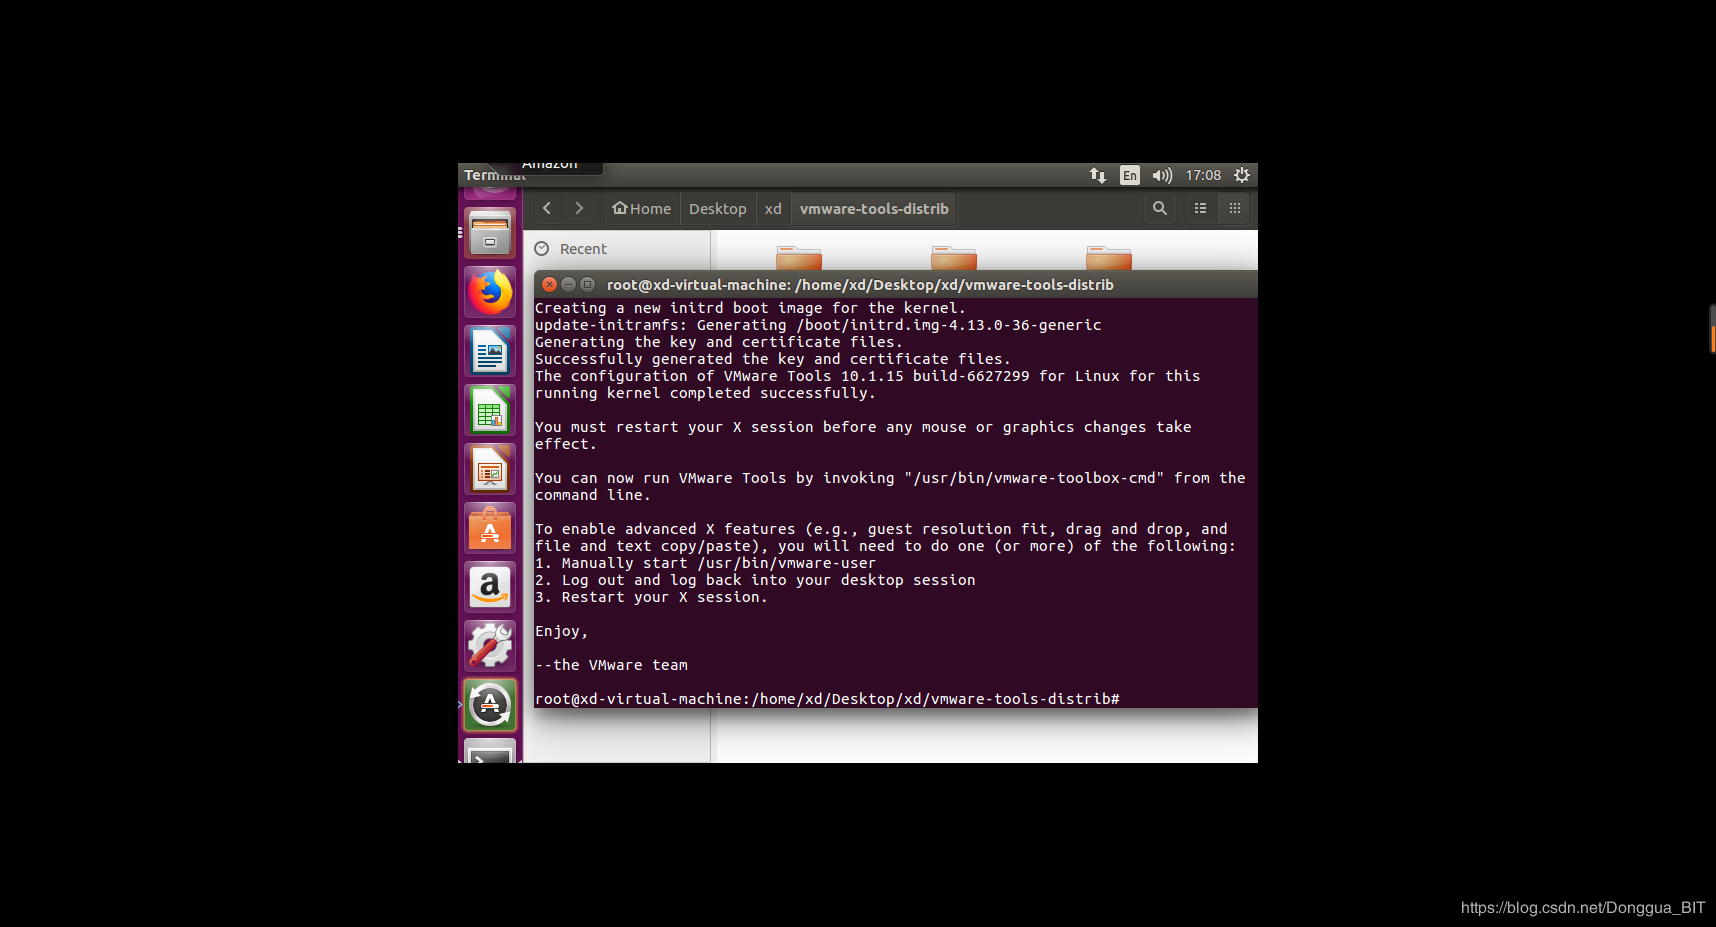 Amazon
Terminal
En
17:08
Home
Desktop
xd
vmware-tools-distrib
Recent
root@xd-virtual-machine: /home/xd/Desktop/xd/vmware-tools-distrib
Creating a new initrd boot image for the kernel.
update-initramfs: Generating /boot/initrd.img-4.13.0-36-generic
Generating the key and certificate files.
Successfully generated the key and certificate files.
The configuration of VMware Tools 10.1.15 build-6627299 for Linux for this
running kernel completed successfully.
You must restart your X session before any mouse or graphics changes take
effect.
You can now run VMware Tools by invoking "/usr/bin/vmware-toolbox-cmd" from the
command line.
To enable advanced X features (e.g., guest resolution fit, drag and drop, and
file and text copy/paste), you will need to do one (or more) of the following:
1. Manually start /usr/bin/vmware-user
2. Log out and log back into your desktop session
3. Restart your X session.
Enjoy,
--the VMware team
root@xd-virtual-machine:/home/xd/Desktop/xd/vmware-tools-distrib#
https://blog.csdn.net/Donggua_BIT